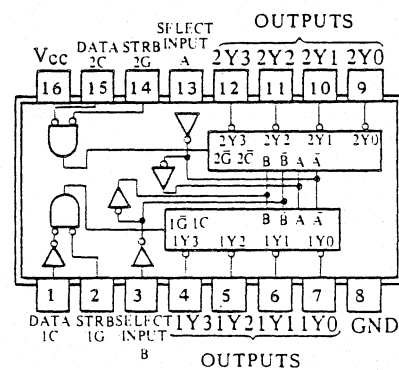 OUTPUTS
Vcc DATA 2C STRB 2G SELECT INPUT A 2Y3 2Y2 2Y1 2Y0
16 15 14 13 12 11 10 9
2Y3 2Y2 2Y1 2Y0
2G̅ 2C̅ B B̅ A A̅
1G̅ 1C B B̅ A A̅
1Y3 1Y2 1Y1 1Y0
1 2 3 4 5 6 7 8
DATA 1C STRB 1G SELECT INPUT B 1Y3 1Y2 1Y1 1Y0 GND
OUTPUTS